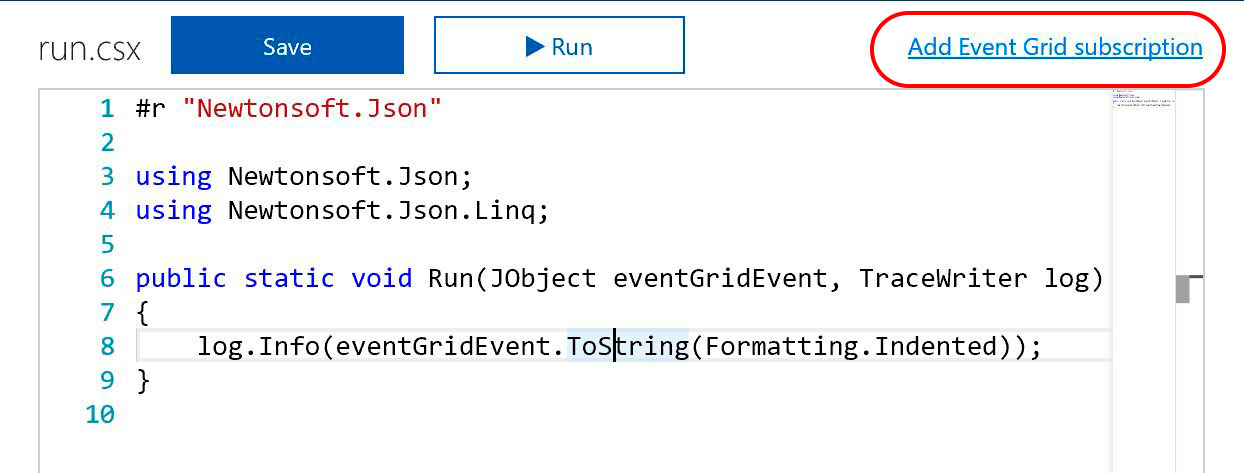 run.csx Save Run Add Event Grid subscription
1 #r "Newtonsoft.Json"
2
3 using Newtonsoft.Json;
4 using Newtonsoft.Json.Linq;
5
6 public static void Run(JObject eventGridEvent, TraceWriter log)
7 {
8     log.Info(eventGridEvent.ToString(Formatting.Indented));
9 }
10